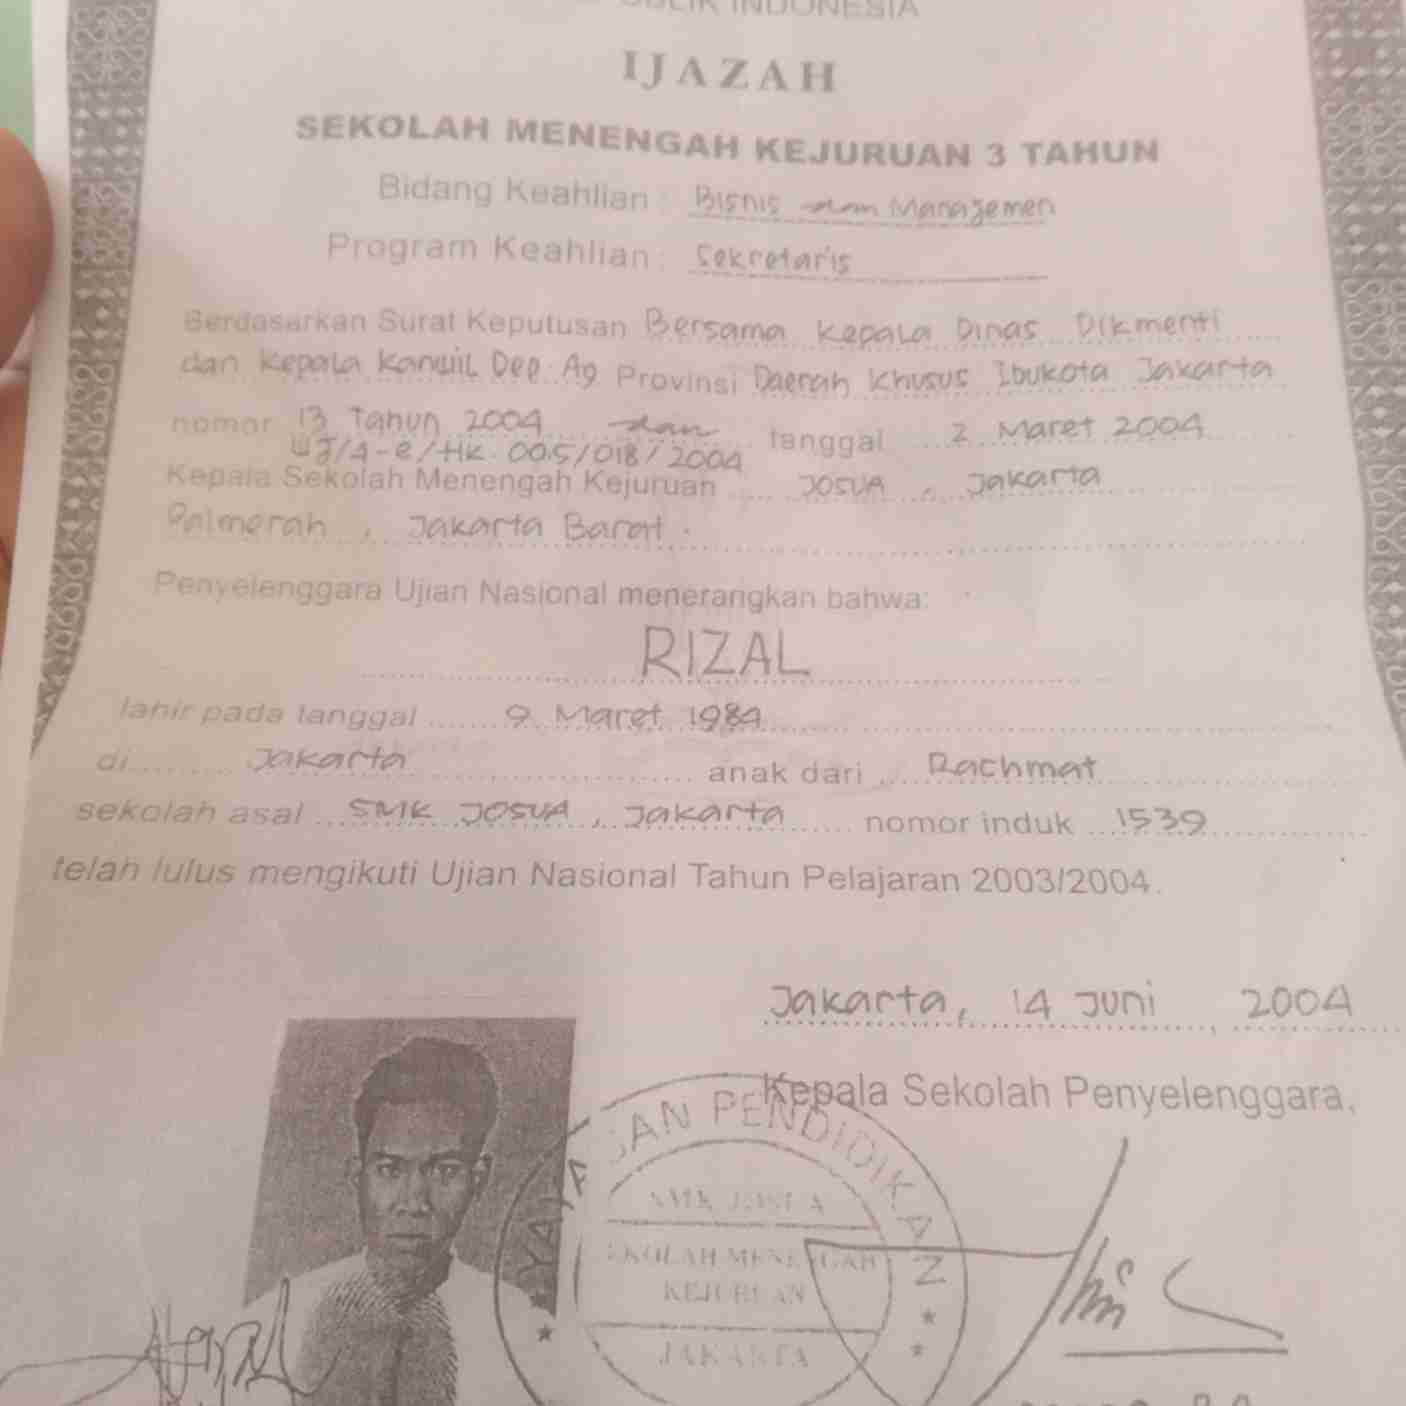 INDONESIA
IJAZAH
SEKOLAH MENENGAH KEJURUAN 3 TAHUN
Bidang Keahlian : Bisnis dan Manajemen
Program Keahlian : Sekretaris
Berdasarkan Surat Keputusan Bersama Kepala Dinas Dikmenti
dan Kepala Kanwil Dep. Ag Provinsi Daerah Khusus Ibukota Jakarta
nomor 13 Tahun 2004 dan tanggal 2 Maret 2004
WJ/4-e/HK.005/018/2004
Kepala Sekolah Menengah Kejuruan JOSUA, Jakarta
Palmerah, Jakarta Barat.
Penyelenggara Ujian Nasional menerangkan bahwa:
RIZAL
lahir pada tanggal 9 Maret 1984
di Jakarta anak dari Rachmat
sekolah asal SMK JOSUA, Jakarta nomor induk 1539
telah lulus mengikuti Ujian Nasional Tahun Pelajaran 2003/2004.
Jakarta, 14 Juni, 2004
Kepala Sekolah Penyelenggara,
YAYASAN PENDIDIKAN
SMK JOSUA
SEKOLAH MENENGAH
KEJURUAN
JAKARTA